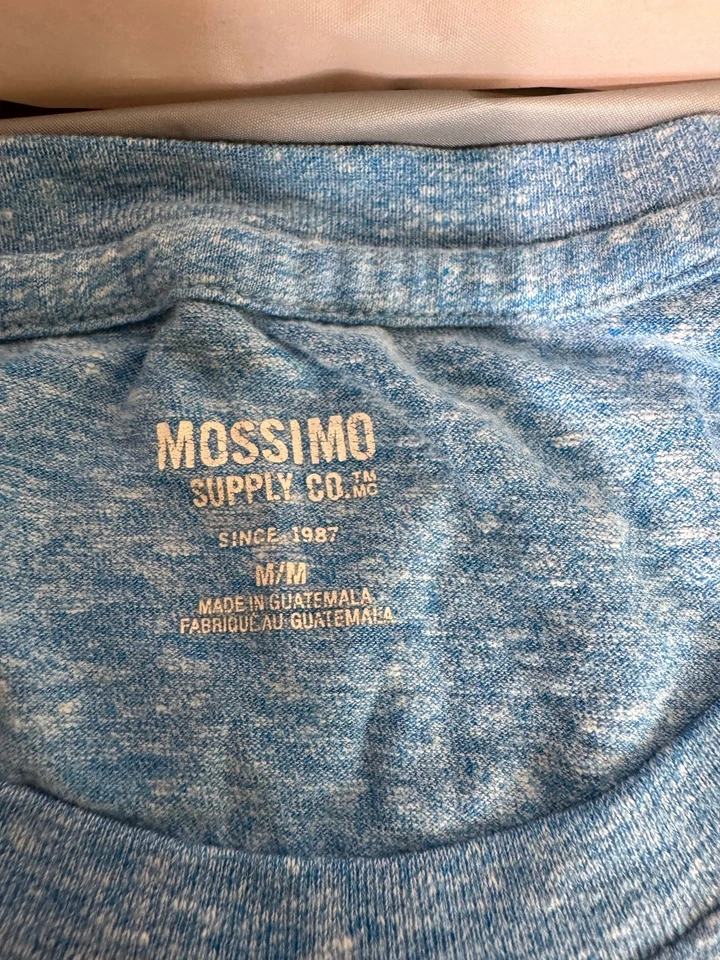 MOSSIMO
SUPPLY CO.™ MC
SINCE 1987
M/M
MADE IN GUATEMALA
FABRIQUE AU GUATEMALA